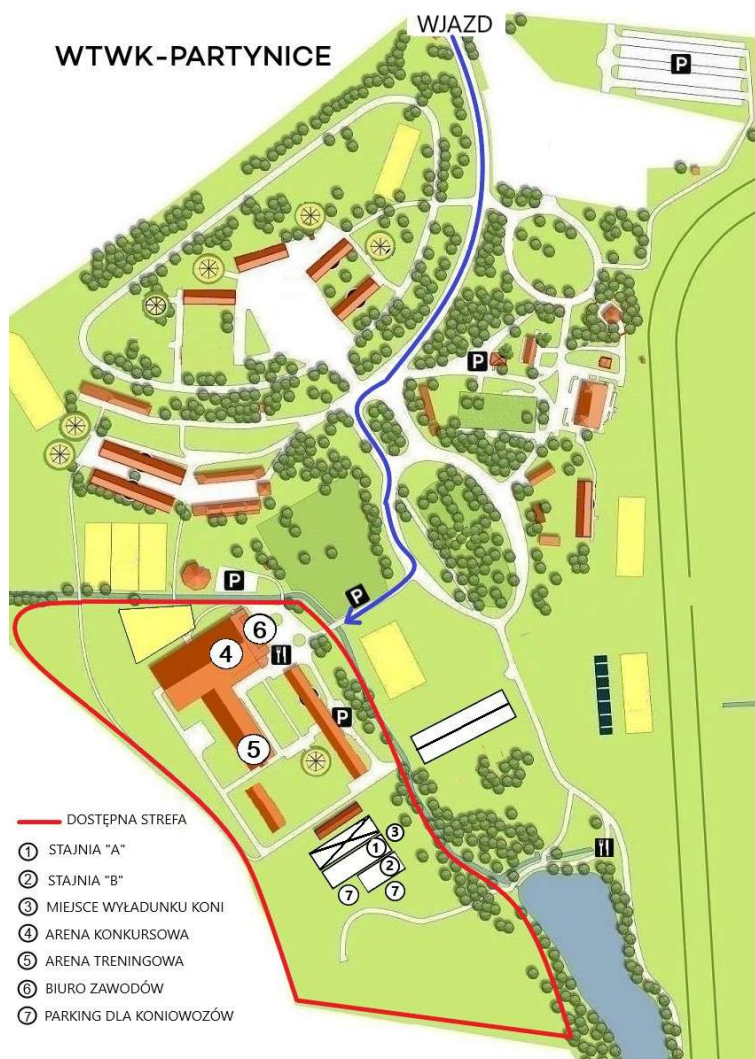 WJAZD
WTWK-PARTYNICE
P
P
P
P
6
4
P
5
3
1
2
7
7
DOSTĘPNA STREFA
1 STAJNIA "A"
2 STAJNIA "B"
3 MIEJSCE WYŁADUNKU KONI
4 ARENA KONKURSOWA
5 ARENA TRENINGOWA
6 BIURO ZAWODÓW
7 PARKING DLA KONIOWOZÓW